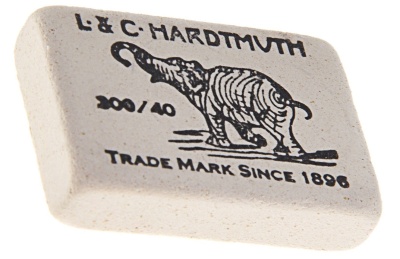 L. & C. HARDTMUTH
300/40
TRADE MARK SINCE 1896